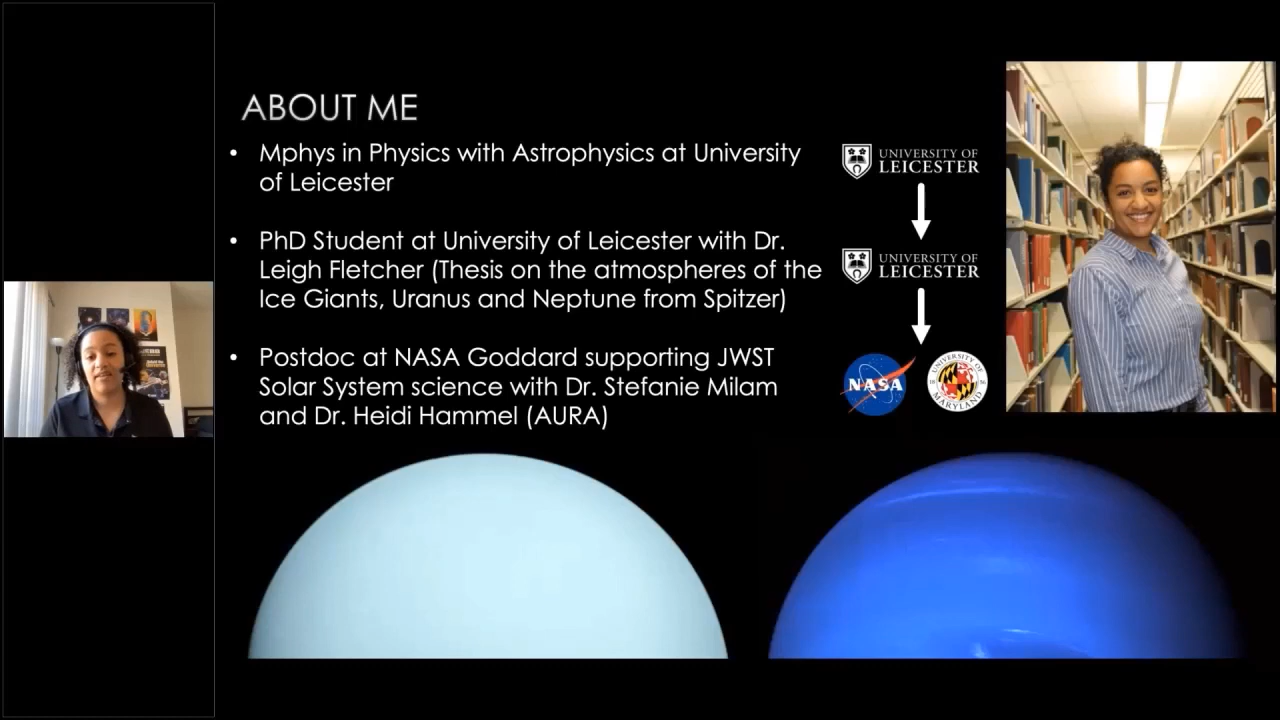 ABOUT ME
• Mphys in Physics with Astrophysics at University
of Leicester
• PhD Student at University of Leicester with Dr.
Leigh Fletcher (Thesis on the atmospheres of the
Ice Giants, Uranus and Neptune from Spitzer)
• Postdoc at NASA Goddard supporting JWST
Solar System science with Dr. Stefanie Milam
and Dr. Heidi Hammel (AURA)
UNIVERSITY OF
LEICESTER
UNIVERSITY OF
LEICESTER
NASA
UNIVERSITY OF
MARYLAND